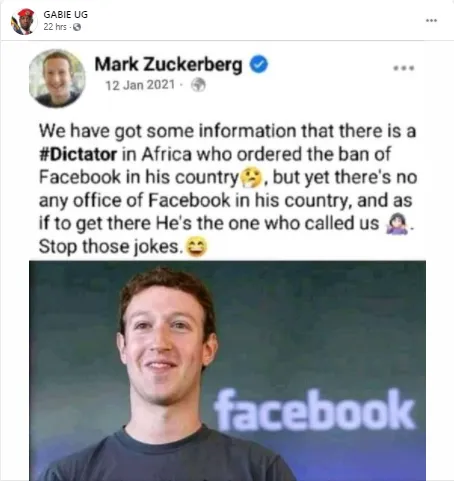 GABIE UG
22 hrs ·
Mark Zuckerberg
12 Jan 2021 ·
We have got some information that there is a
#Dictator in Africa who ordered the ban of
Facebook in his country🤔, but yet there's no
any office of Facebook in his country, and as
if to get there He's the one who called us 🤷🏻‍♀️.
Stop those jokes.😄
facebook